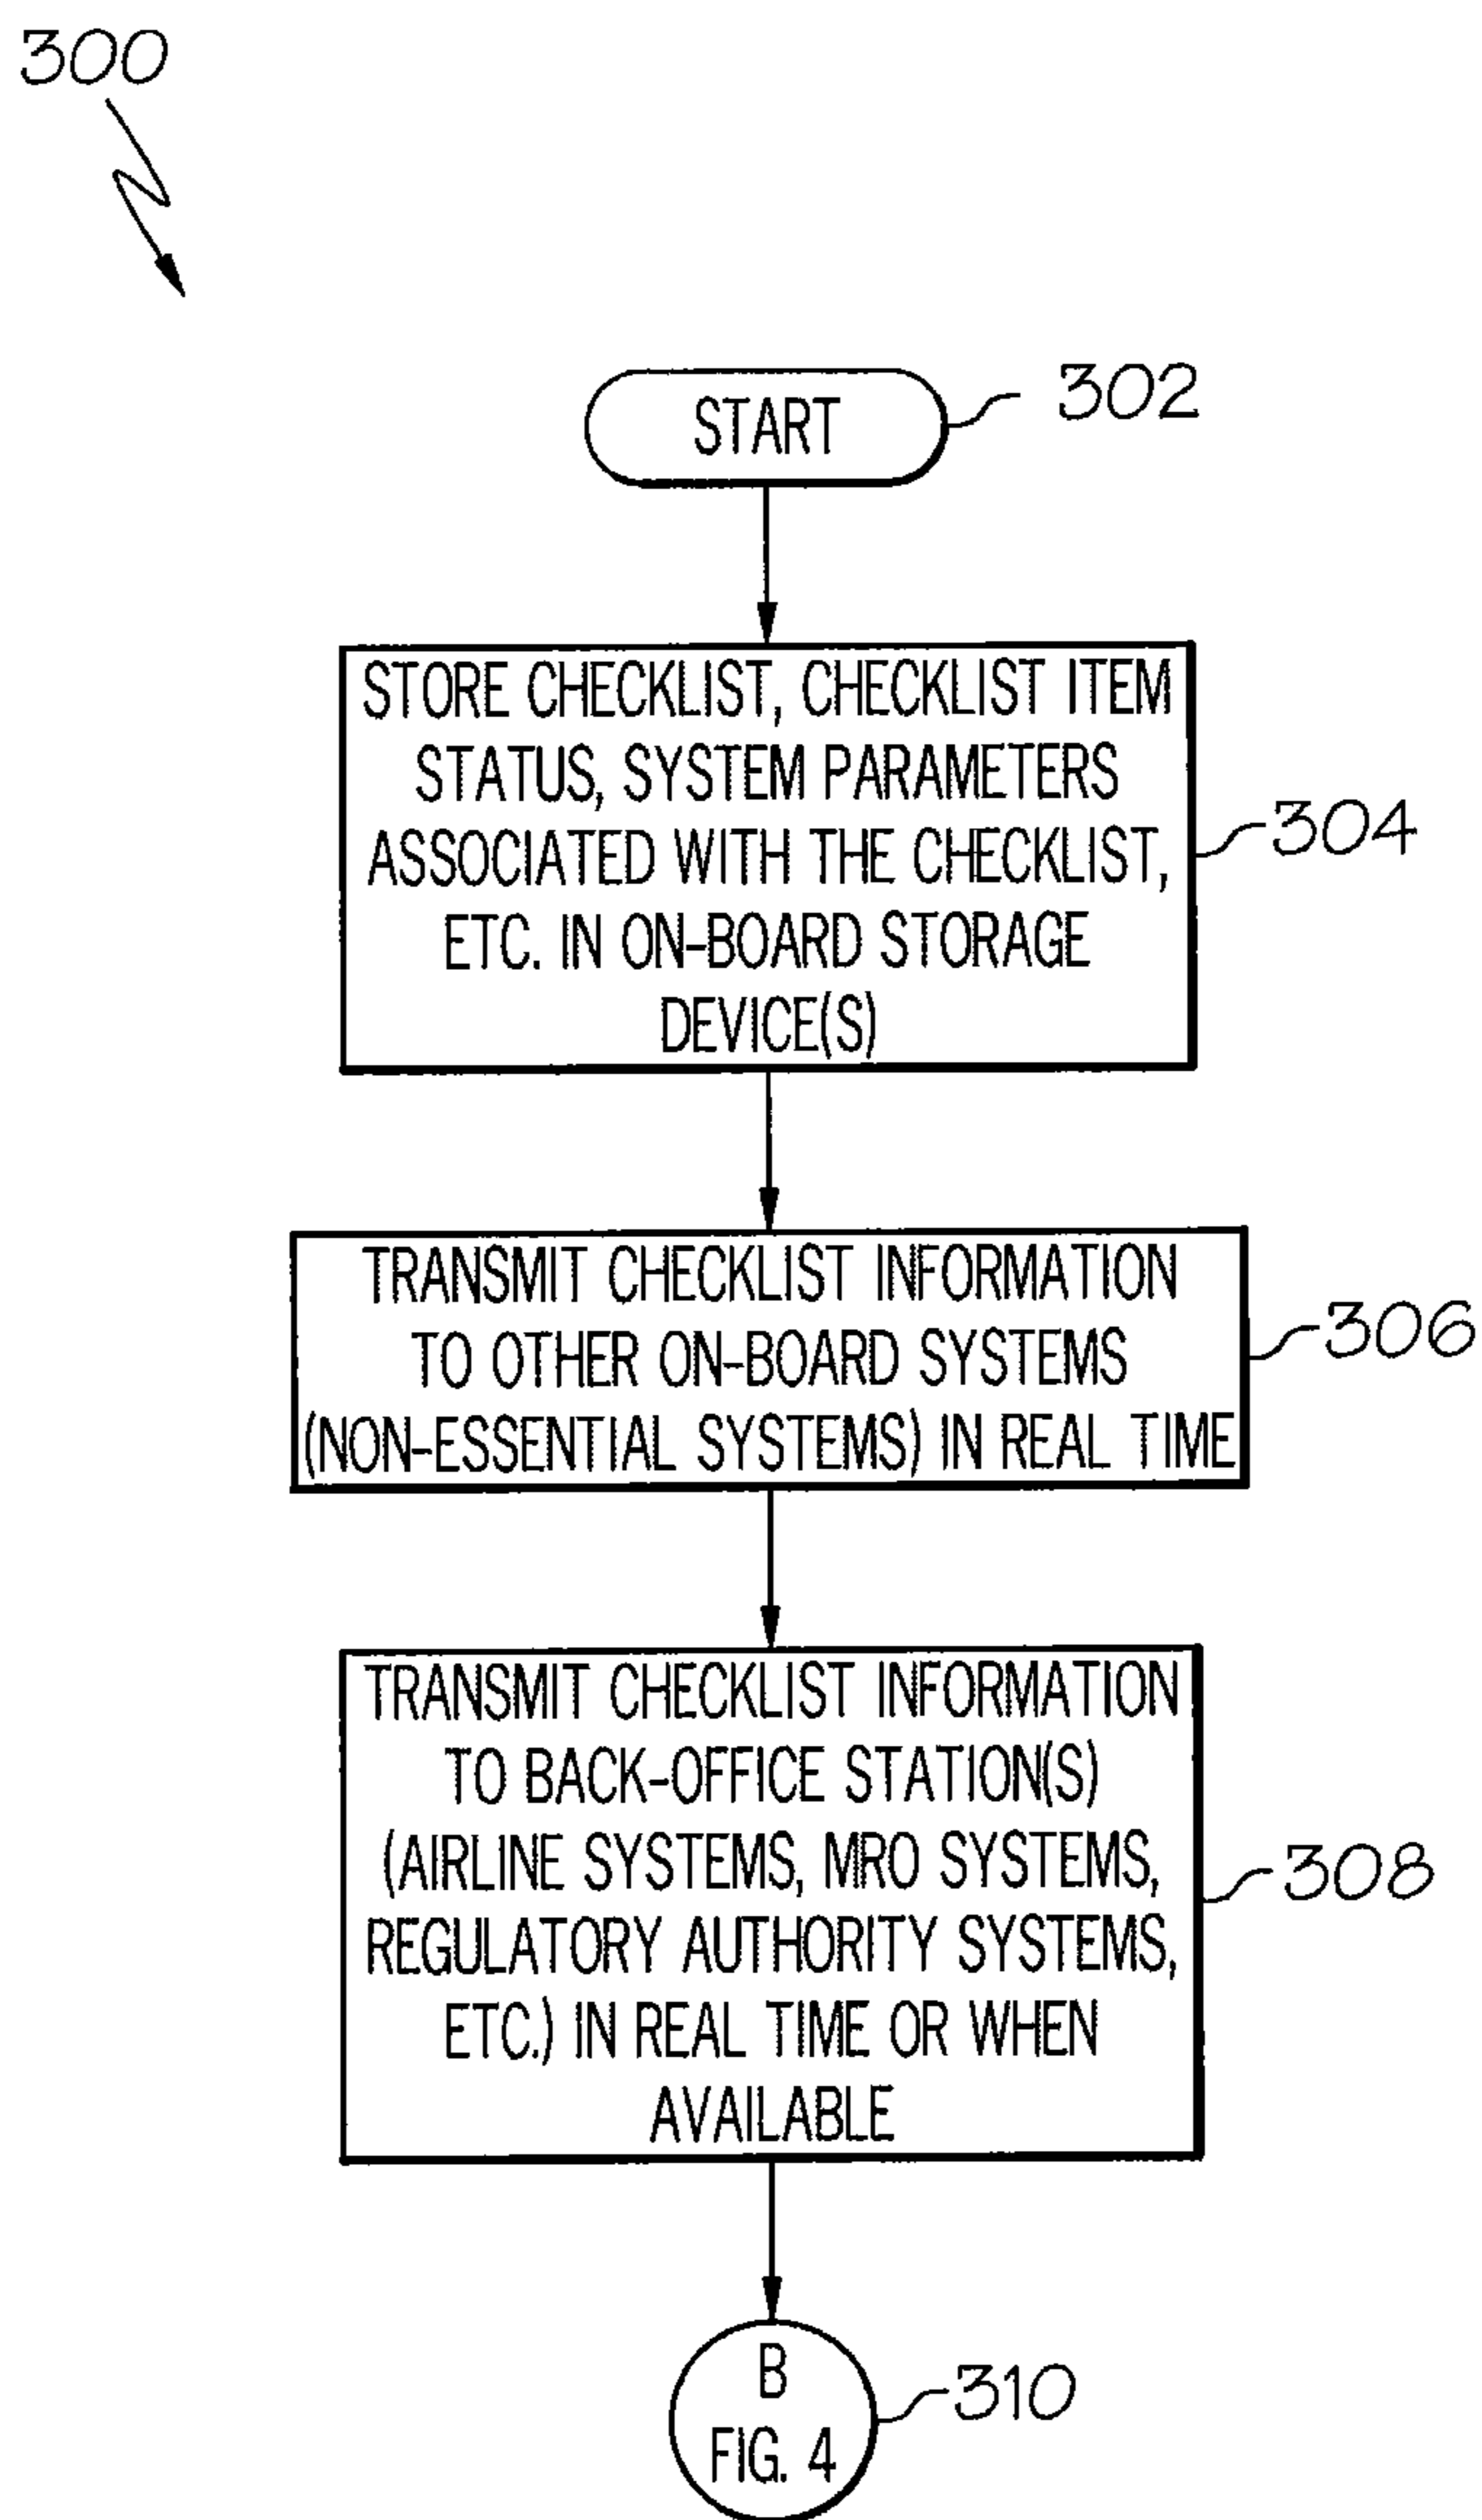 300
START
302
STORE CHECKLIST, CHECKLIST ITEM
STATUS, SYSTEM PARAMETERS
ASSOCIATED WITH THE CHECKLIST,
ETC. IN ON-BOARD STORAGE
DEVICE(S)
304
TRANSMIT CHECKLIST INFORMATION
TO OTHER ON-BOARD SYSTEMS
(NON-ESSENTIAL SYSTEMS) IN REAL TIME
306
TRANSMIT CHECKLIST INFORMATION
TO BACK-OFFICE STATION(S)
(AIRLINE SYSTEMS, MRO SYSTEMS,
REGULATORY AUTHORITY SYSTEMS,
ETC.) IN REAL TIME OR WHEN
AVAILABLE
308
B
FIG. 4
310